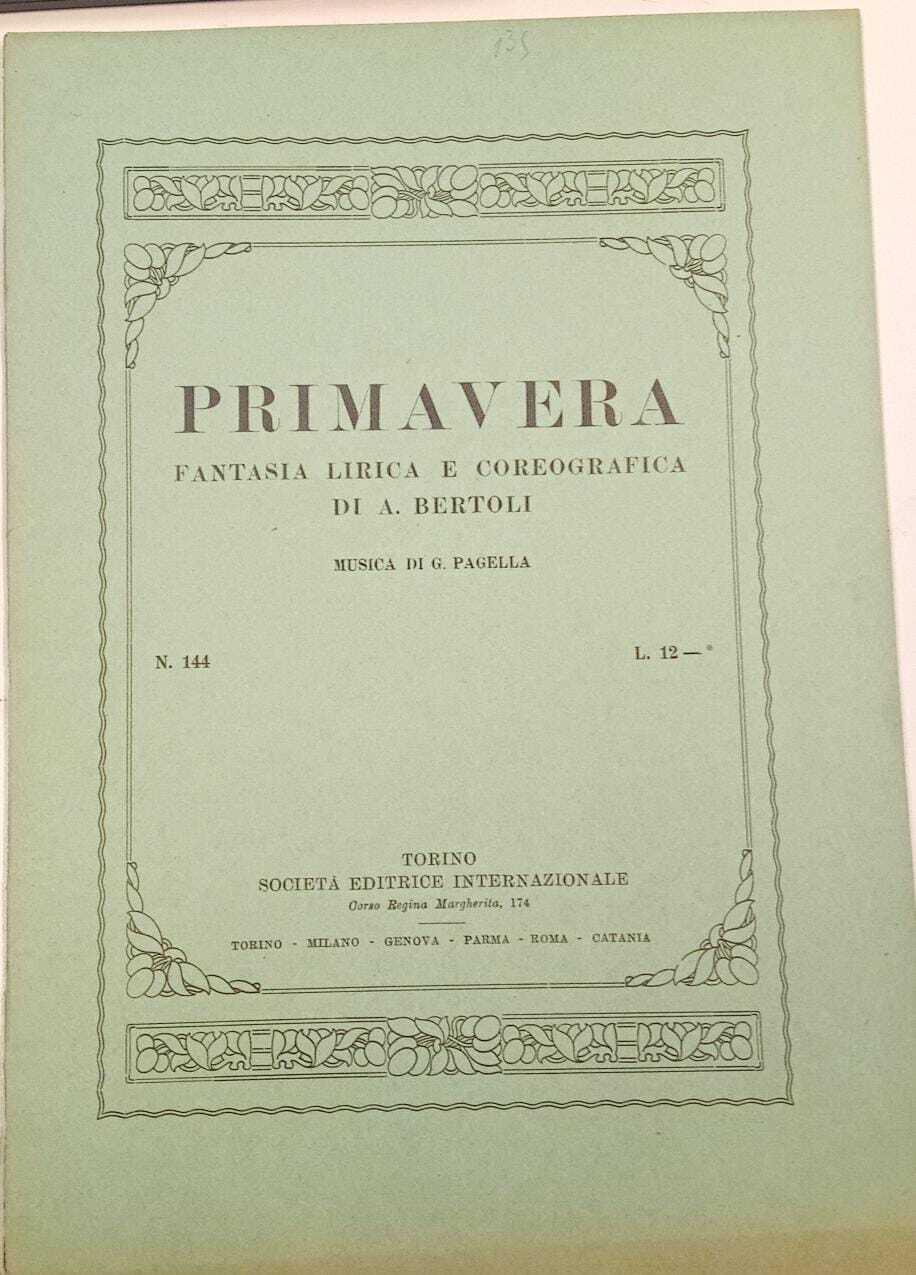 135
PRIMAVERA
FANTASIA LIRICA E COREOGRAFICA
DI A. BERTOLI
MUSICA DI G. PAGELLA
N. 144
L. 12 — *
TORINO
SOCIETÁ EDITRICE INTERNAZIONALE
Corso Regina Margherita, 174
TORINO - MILANO - GENOVA - PARMA - ROMA - CATANIA